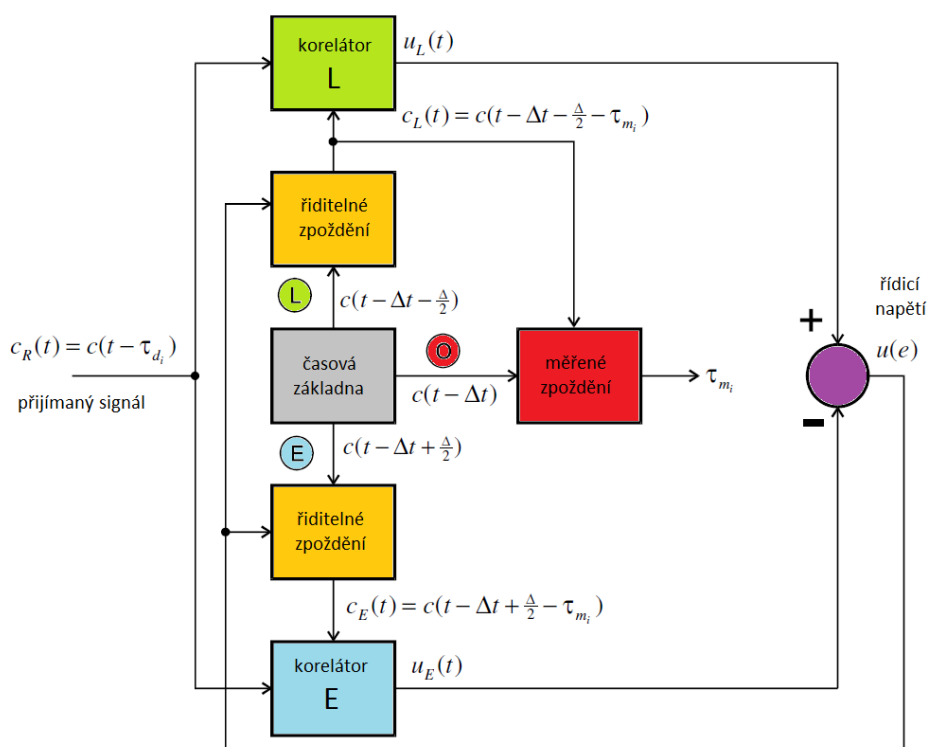 korelátor
L
u_L(t)
c_L(t) = c(t − Δt − Δ/2 − τ_{m_i})
řiditelné
zpoždění
L
c(t − Δt − Δ/2)
řídicí
napětí
+
c_R(t) = c(t − τ_{d_i})
přijímaný signál
časová
základna
O
c(t − Δt)
měřené
zpoždění
τ_{m_i}
u(e)
−
E
c(t − Δt + Δ/2)
řiditelné
zpoždění
c_E(t) = c(t − Δt + Δ/2 − τ_{m_i})
korelátor
E
u_E(t)